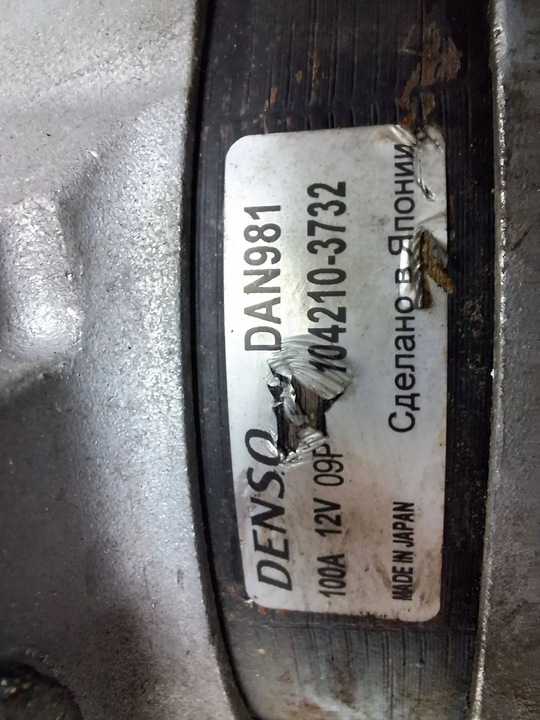 DENSO DAN981
100A 12V 09P 104210-3732
MADE IN JAPAN Сделано в Японии